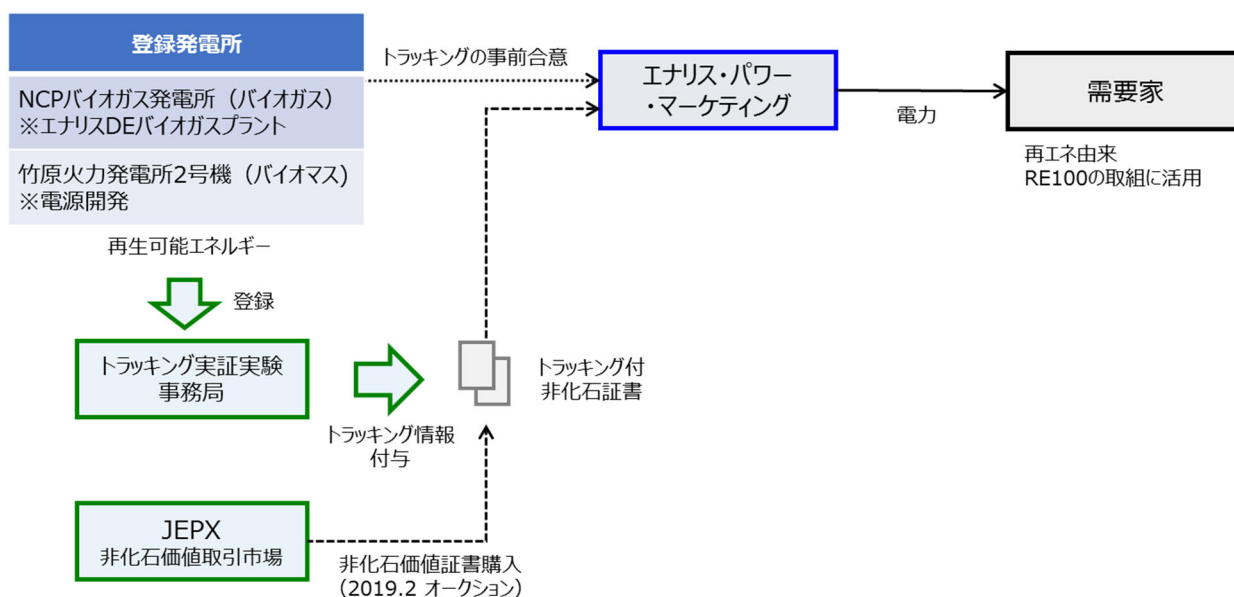 登録発電所
NCPバイオガス発電所（バイオガス）
※エナリスDEバイオガスプラント
竹原火力発電所2号機（バイオマス)
※電源開発
再生可能エネルギー
登録
トラッキング実証実験
事務局
トラッキング情報
付与
トラッキング付
非化石証書
JEPX
非化石価値取引市場
非化石価値証書購入
（2019.2 オークション）
トラッキングの事前合意
エナリス・パワー
・マーケティング
電力
需要家
再エネ由来
RE100の取組に活用